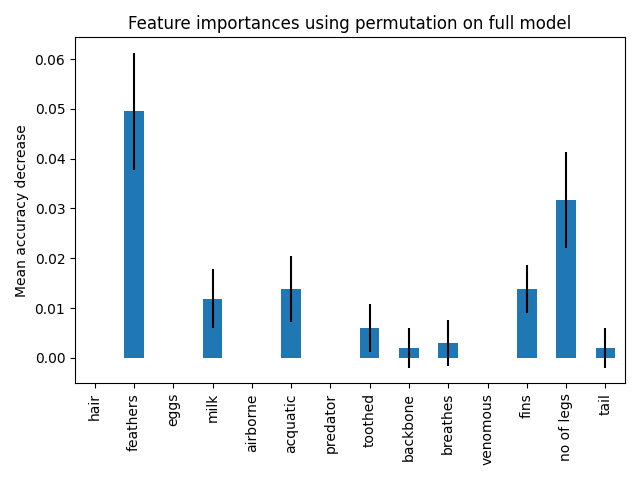 Feature importances using permutation on full model
Mean accuracy decrease
0.06
0.05
0.04
0.03
0.02
0.01
0.00
hair
feathers
eggs
milk
airborne
acquatic
predator
toothed
backbone
breathes
venomous
fins
no of legs
tail